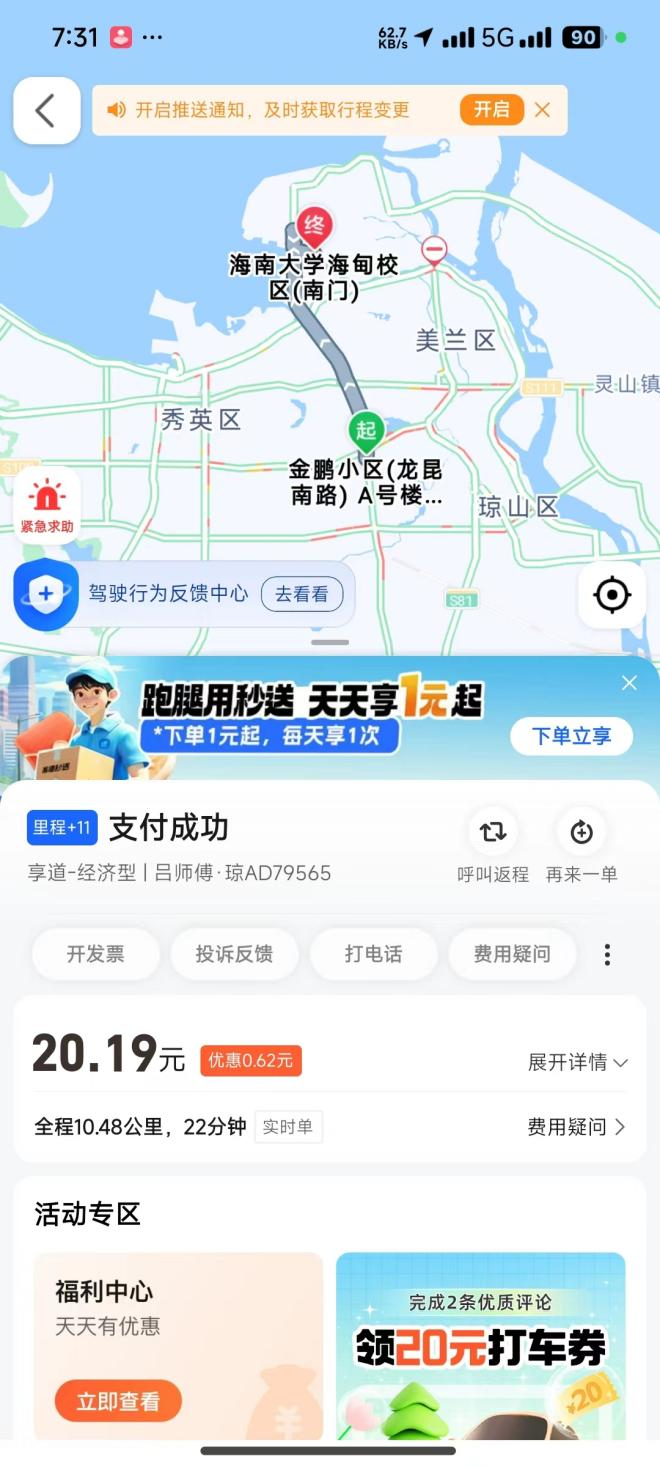 7:31
62.7
KB/s
5G
90
开启推送通知，及时获取行程变更
开启
终
海南大学海甸校
区(南门)
美兰区
S111
灵山镇
秀英区
起
金鹏小区(龙昆
南路) A号楼...
琼山区
紧急求助
驾驶行为反馈中心
去看看
S81
跑腿用秒送 天天享1元起
*下单1元起，每天享1次
下单立享
里程+11
支付成功
享道-经济型 | 吕师傅·琼AD79565
呼叫返程
再来一单
开发票
投诉反馈
打电话
费用疑问
20.19元
优惠0.62元
展开详情
全程10.48公里，22分钟
实时单
费用疑问
活动专区
福利中心
天天有优惠
立即查看
完成2条优质评论
领20元打车券
¥20